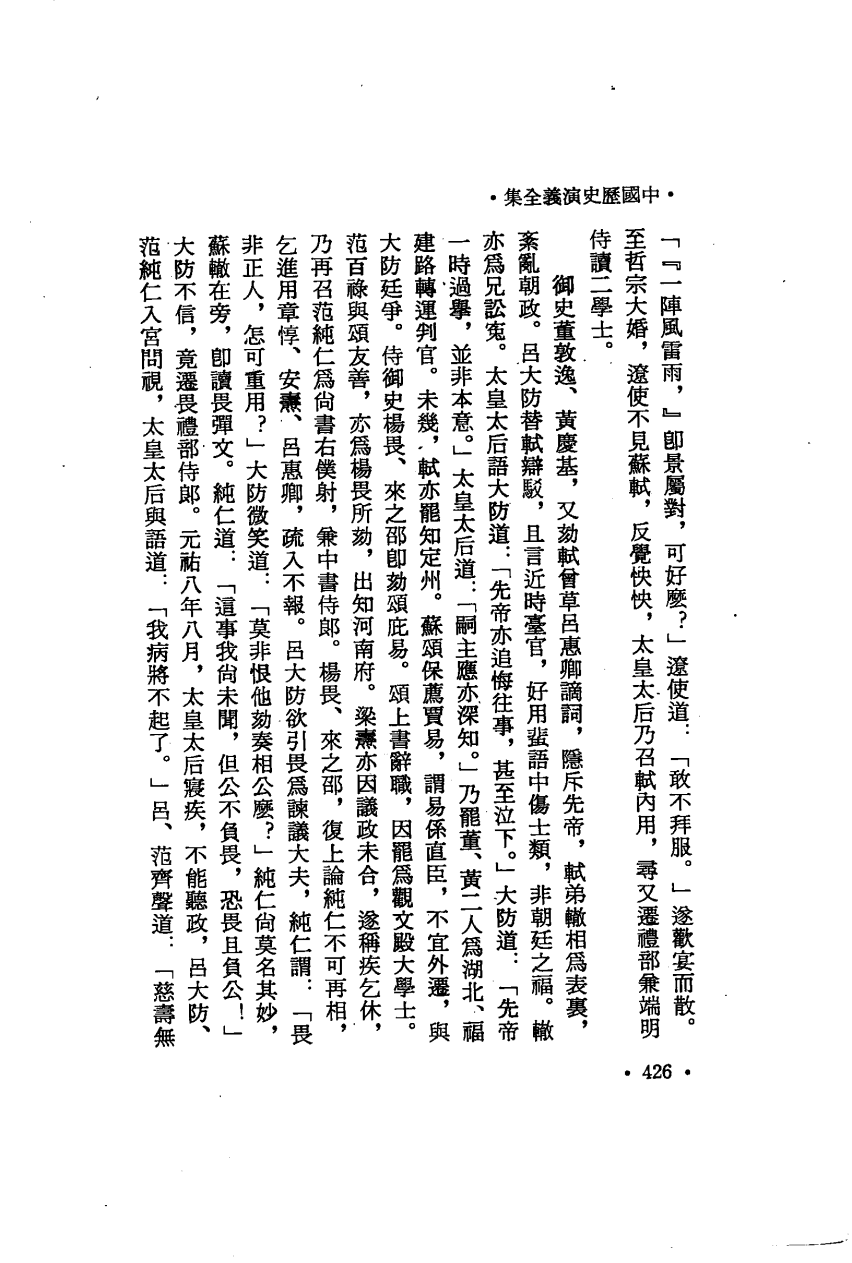 •中國歷史演義全集•
「『一陣風雷雨，』卽景屬對，可好麼？」遼使道：「敢不拜服。」遂歡宴而散。
至哲宗大婚，遼使不見蘇軾，反覺怏怏，太皇太后乃召軾內用，尋又遷禮部兼端明
侍讀二學士。
御史董敦逸、黃慶基，又劾軾曾草呂惠卿謫詞，隱斥先帝，軾弟轍相爲表裏，
紊亂朝政。呂大防替軾辯駁，且言近時臺官，好用蜚語中傷士類，非朝廷之福。轍
亦爲兄訟寃。太皇太后語大防道：「先帝亦追悔往事，甚至泣下。」大防道：「先帝
一時過舉，並非本意。」太皇太后道：「嗣主應亦深知。」乃罷董、黃二人爲湖北、福
建路轉運判官。未幾，軾亦罷知定州。蘇頌保薦賈易，謂易係直臣，不宜外遷，與
大防廷爭。侍御史楊畏、來之邵卽劾頌庇易。頌上書辭職，因罷爲觀文殿大學士。
范百祿與頌友善，亦爲楊畏所劾，出知河南府。梁燾亦因議政未合，遂稱疾乞休，
乃再召范純仁爲尙書右僕射，兼中書侍郎。楊畏、來之邵，復上論純仁不可再相，
乞進用章惇、安燾、呂惠卿，疏入不報。呂大防欲引畏爲諫議大夫，純仁謂：「畏
非正人，怎可重用？」大防微笑道：「莫非恨他劾奏相公麼？」純仁尙莫名其妙，
蘇轍在旁，卽讀畏彈文。純仁道：「這事我尙未聞，但公不負畏，恐畏且負公！」
大防不信，竟遷畏禮部侍郎。元祐八年八月，太皇太后寢疾，不能聽政，呂大防、
范純仁入宮問視，太皇太后與語道：「我病將不起了。」呂、范齊聲道：「慈壽無
•426•